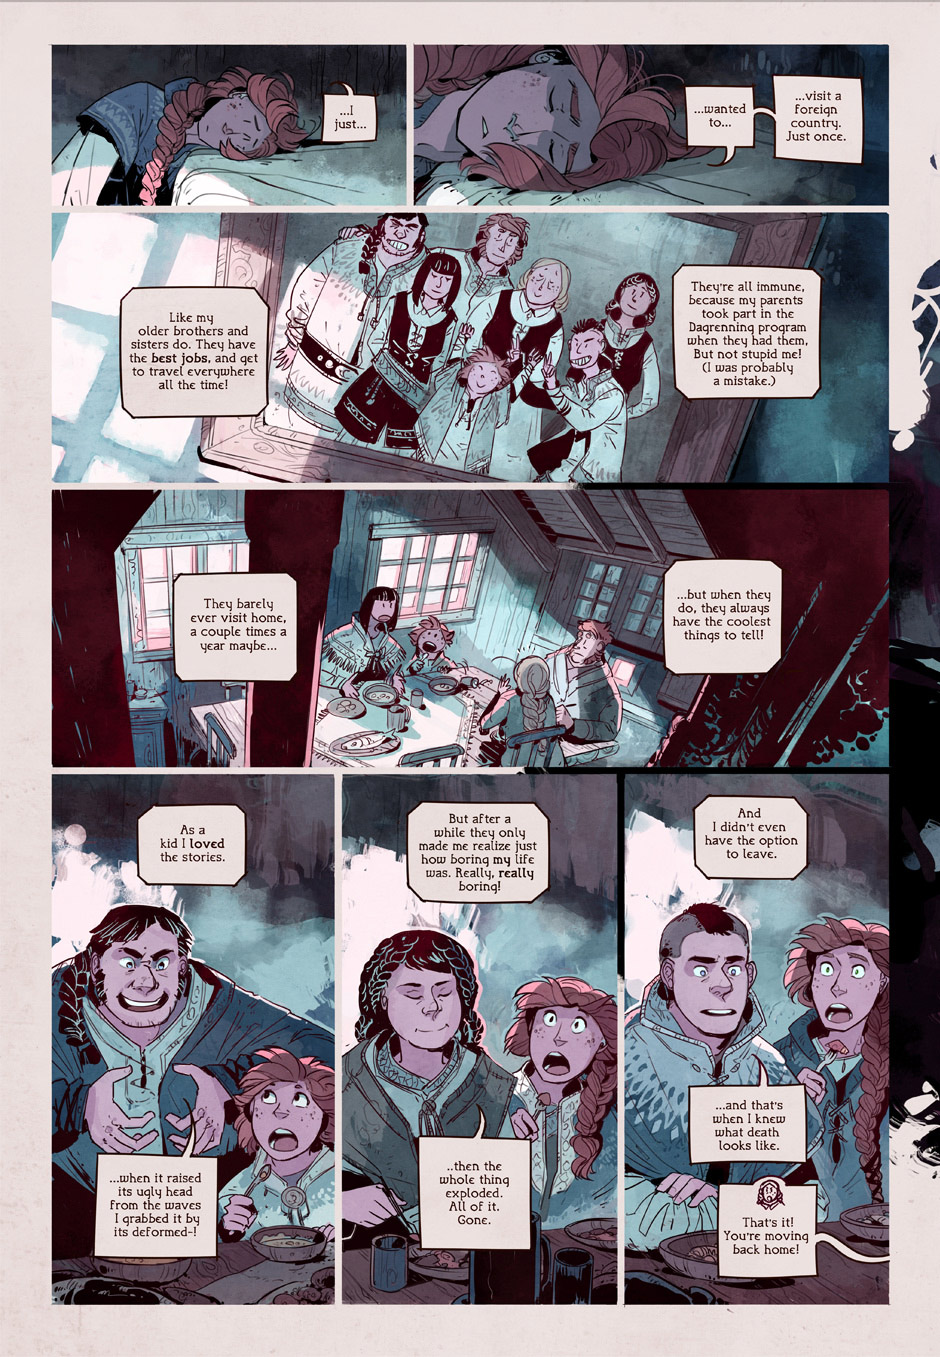 ...I
just...
...wanted
to...
...visit a
foreign
country.
Just once.
Like my
older brothers and
sisters do. They have
the best jobs, and get
to travel everywhere
all the time!
They're all immune,
because my parents
took part in the
Dagrenning program
when they had them,
But not stupid me!
(I was probably
a mistake.)
They barely
ever visit home,
a couple times a
year maybe...
...but when they
do, they always
have the coolest
things to tell!
As a
kid I loved
the stories.
...when it raised
its ugly head
from the waves
I grabbed it by
its deformed-!
But after a
while they only
made me realize just
how boring my life
was. Really, really
boring!
..then the
whole thing
exploded.
All of it.
Gone.
And
I didn't even
have the option
to leave.
...and that's
when I knew
what death
looks like.
That's it!
You're moving
back home!